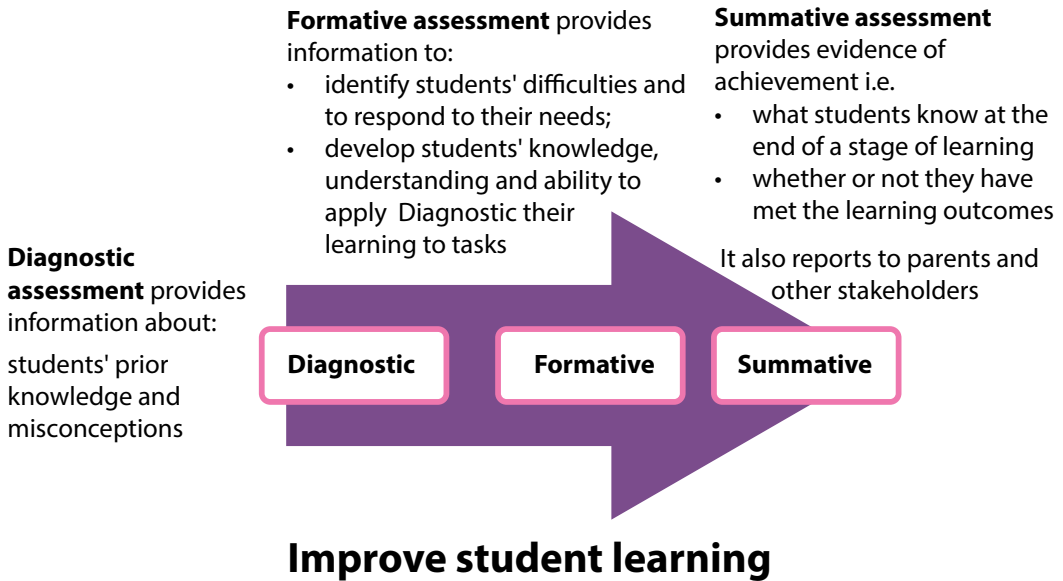 Formative assessment provides
information to:
• identify students' difficulties and
to respond to their needs;
• develop students' knowledge,
understanding and ability to
apply  Diagnostic their
learning to tasks
Summative assessment
provides evidence of
achievement i.e.
• what students know at the
end of a stage of learning
• whether or not they have
met the learning outcomes
It also reports to parents and
other stakeholders
Diagnostic
assessment provides
information about:
students' prior
knowledge and
misconceptions
Diagnostic
Formative
Summative
Improve student learning